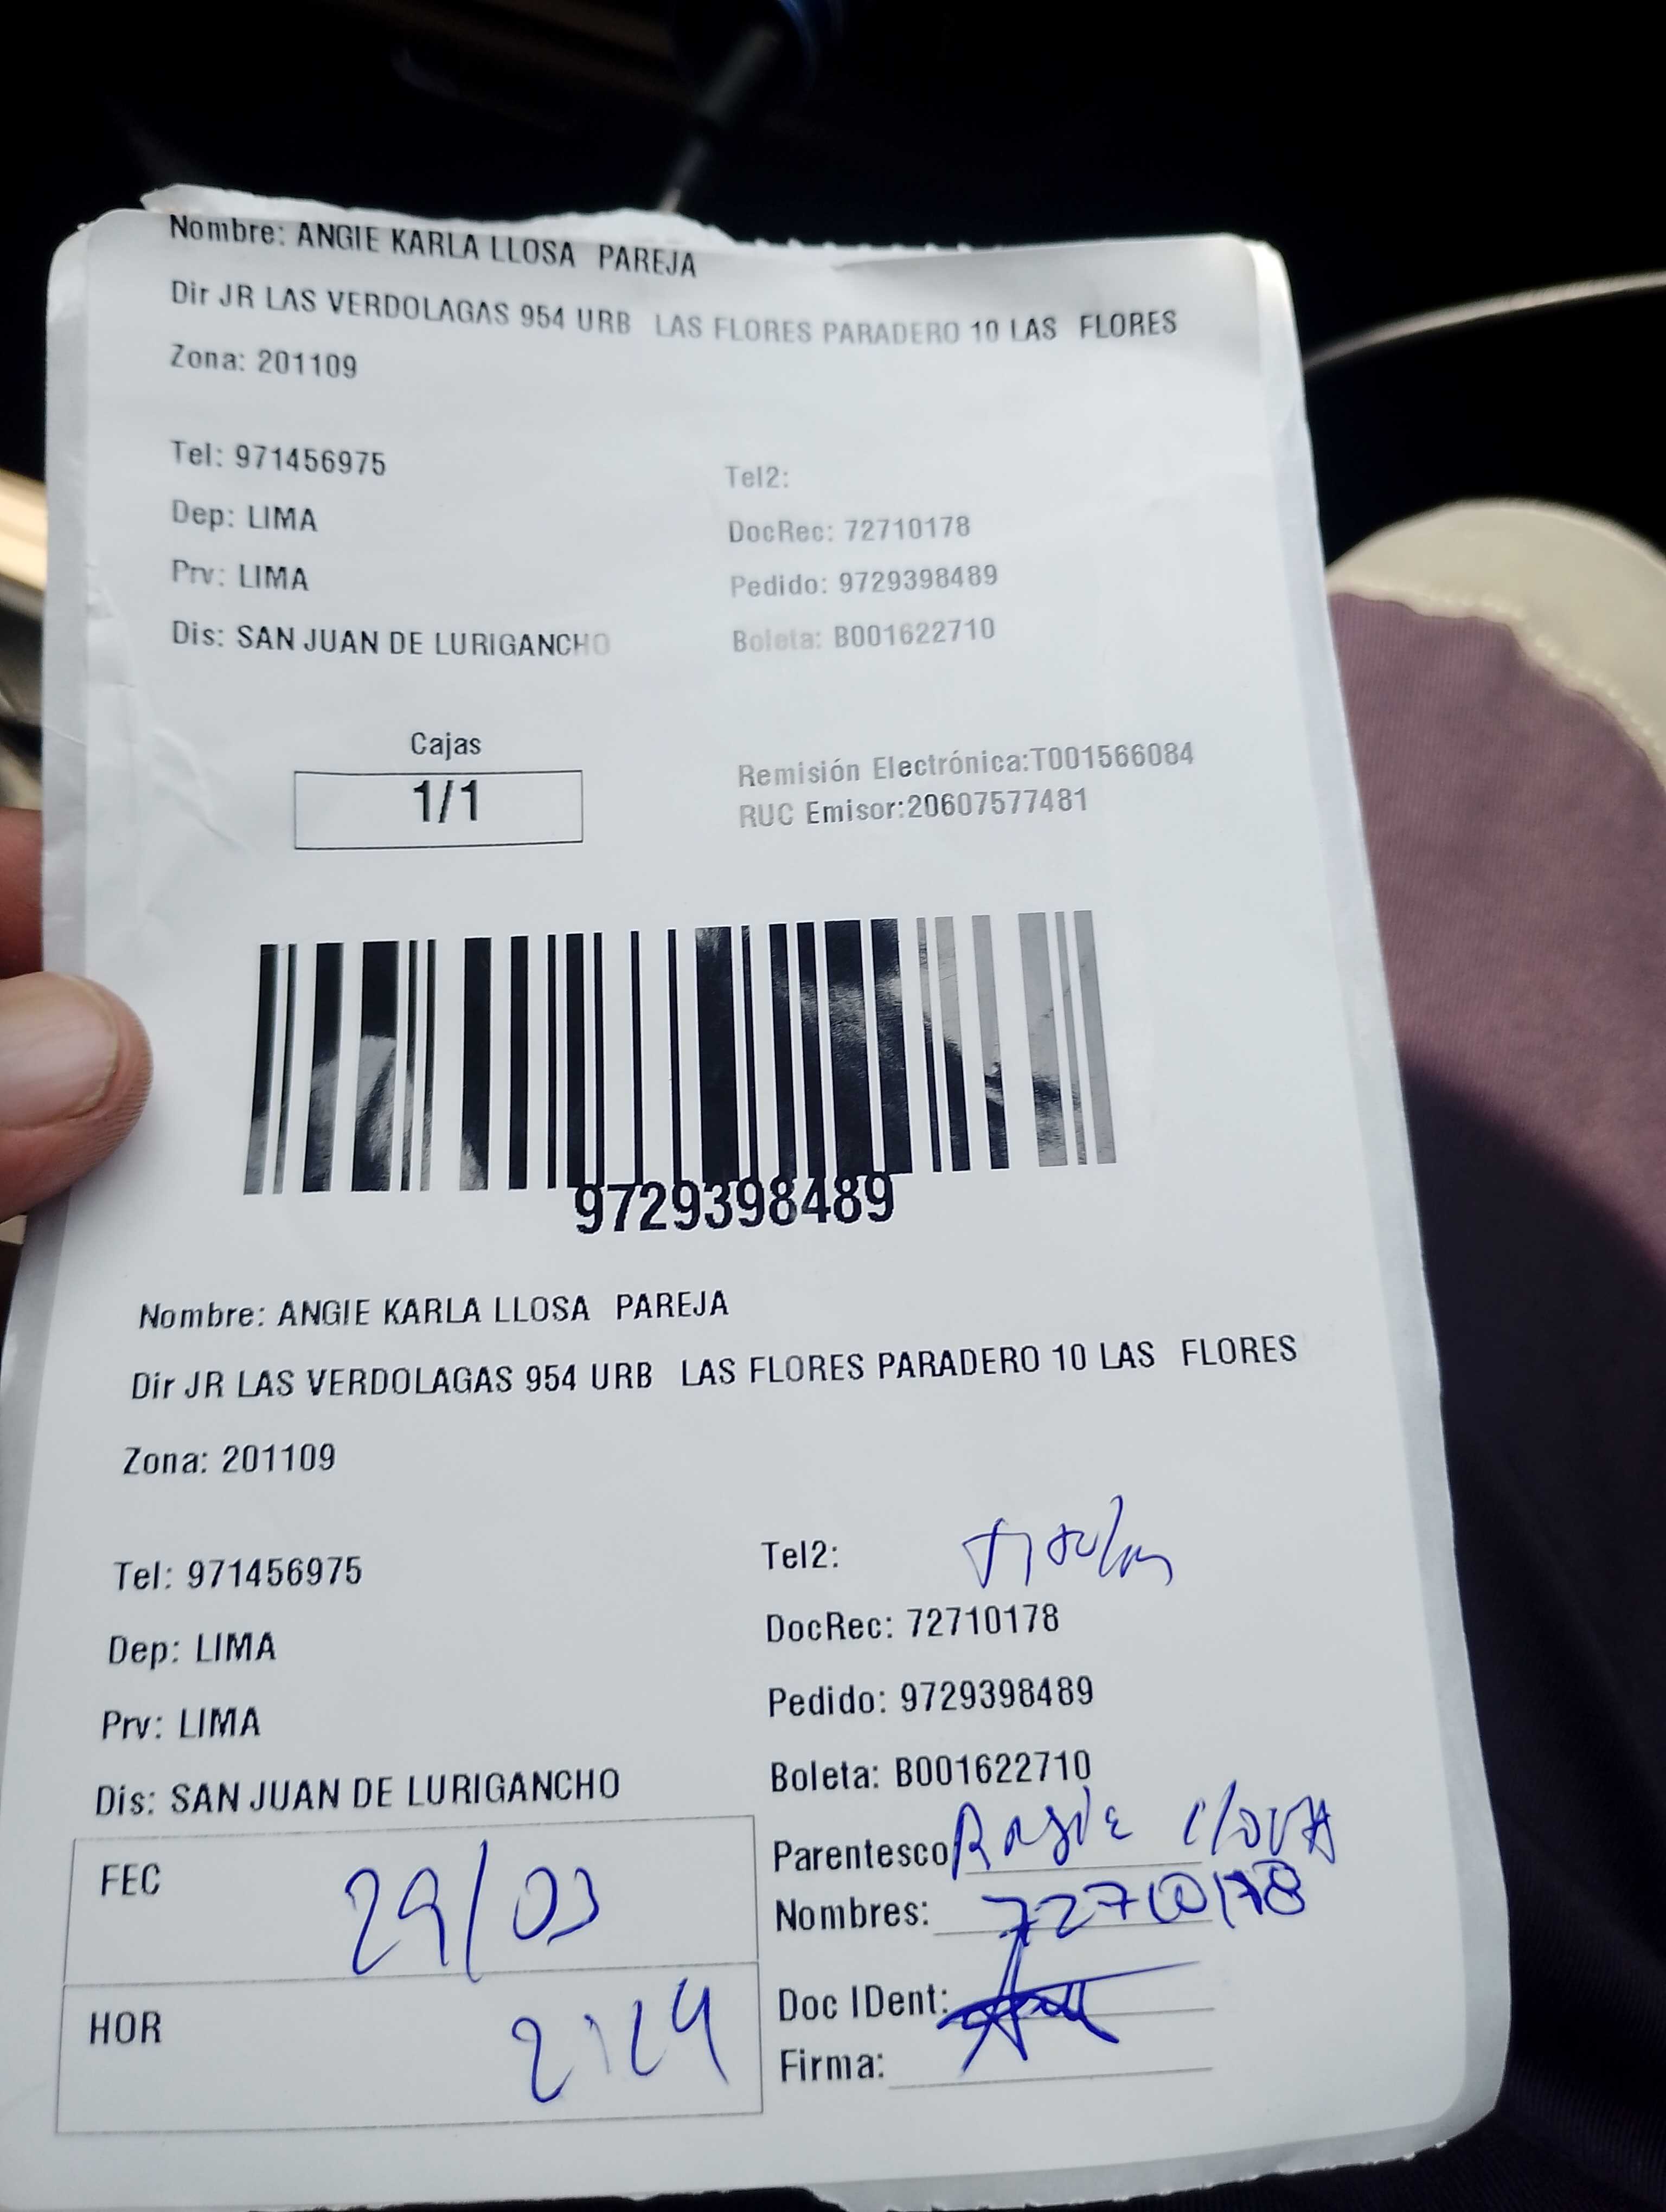 Nombre: ANGIE KARLA LLOSA PAREJA
Dir JR LAS VERDOLAGAS 954 URB LAS FLORES PARADERO 10 LAS FLORES
Zona: 201109
Tel: 971456975
Tel2:
Dep: LIMA
DocRec: 72710178
Prv: LIMA
Pedido: 9729398489
Dis: SAN JUAN DE LURIGANCHO
Boleta: B001622710
Cajas
1/1
Remisión Electrónica:T001566084
RUC Emisor:20607577481
9729398489
Nombre: ANGIE KARLA LLOSA PAREJA
Dir JR LAS VERDOLAGAS 954 URB LAS FLORES PARADERO 10 LAS FLORES
Zona: 201109
Tel: 971456975
Tel2:
Dep: LIMA
DocRec: 72710178
Prv: LIMA
Pedido: 9729398489
Dis: SAN JUAN DE LURIGANCHO
Boleta: B001622710
FEC 29/03
Parentesco
Nombres: 72710178
HOR
Doc IDent:
Firma: